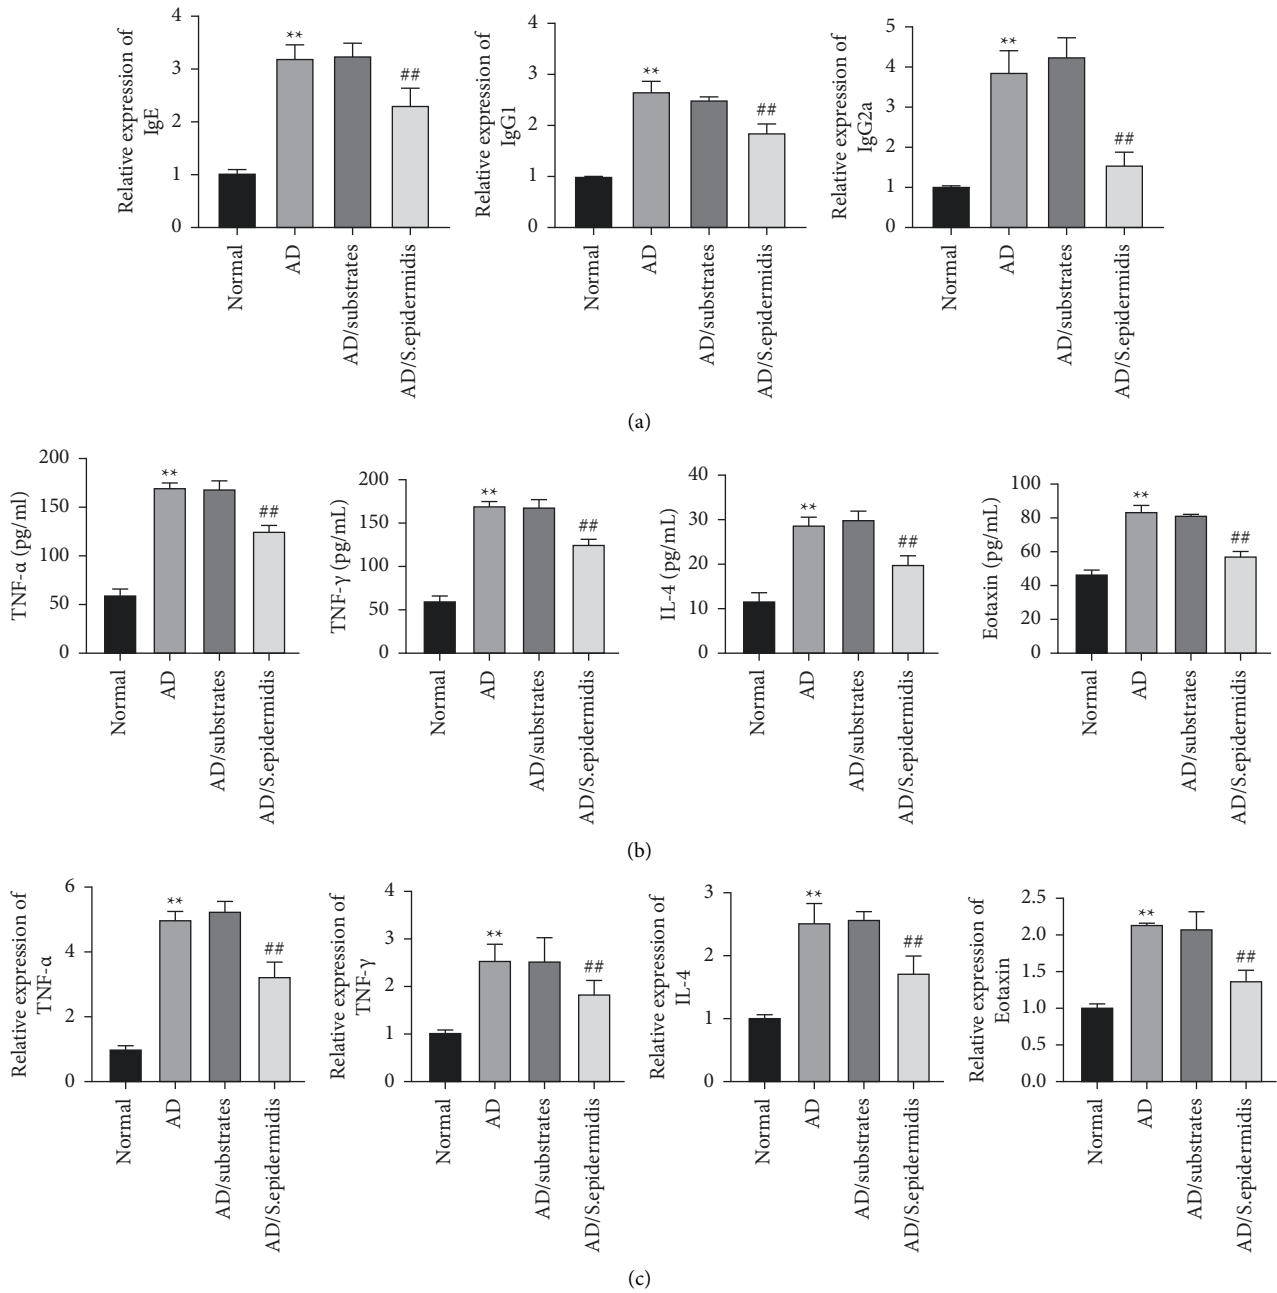 Relative expression of
IgE
4
3
2
1
0
**
##
Normal
AD
AD/substrates
AD/S.epidermidis
Relative expression of
IgG1
4
3
2
1
0
**
##
Normal
AD
AD/substrates
AD/S.epidermidis
Relative expression of
IgG2a
5
4
3
2
1
0
**
##
Normal
AD
AD/substrates
AD/S.epidermidis
(a)
TNF-α (pg/ml)
200
150
100
50
0
**
##
Normal
AD
AD/substrates
AD/S.epidermidis
TNF-γ (pg/mL)
200
150
100
50
0
**
##
Normal
AD
AD/substrates
AD/S.epidermidis
IL-4 (pg/mL)
40
30
20
10
0
**
##
Normal
AD
AD/substrates
AD/S.epidermidis
Eotaxin (pg/mL)
100
80
60
40
20
0
**
##
Normal
AD
AD/substrates
AD/S.epidermidis
(b)
Relative expression of
TNF-α
6
4
2
0
**
##
Normal
AD
AD/substrates
AD/S.epidermidis
Relative expression of
TNF-γ
4
3
2
1
0
**
##
Normal
AD
AD/substrates
AD/S.epidermidis
Relative expression of
IL-4
3
2
1
0
**
##
Normal
AD
AD/substrates
AD/S.epidermidis
Relative expression of
Eotaxin
2.5
2.0
1.5
1.0
0.5
0.0
**
##
Normal
AD
AD/substrates
AD/S.epidermidis
(c)